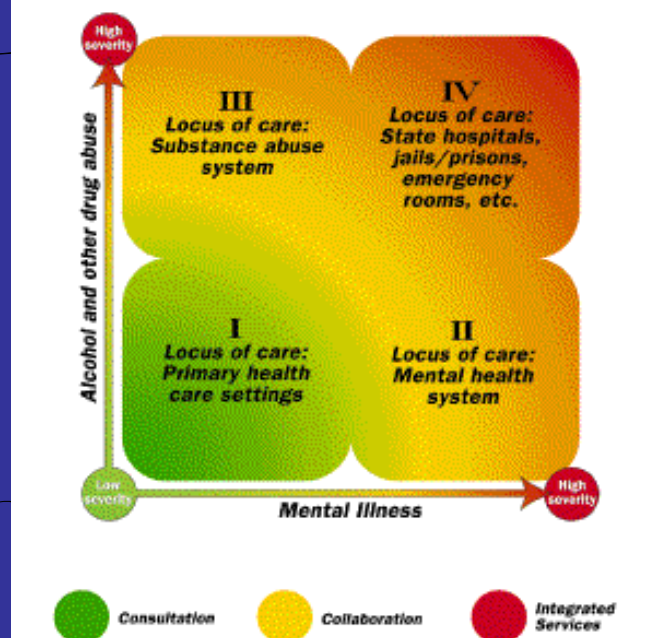 High
severity
III
Locus of care:
Substance abuse
system
IV
Locus of care:
State hospitals,
jails/prisons,
emergency
rooms, etc.
Alcohol and other drug abuse
I
Locus of care:
Primary health
care settings
II
Locus of care:
Mental health
system
Low
severity
High
severity
Mental Illness
Consultation
Collaboration
Integrated
Services